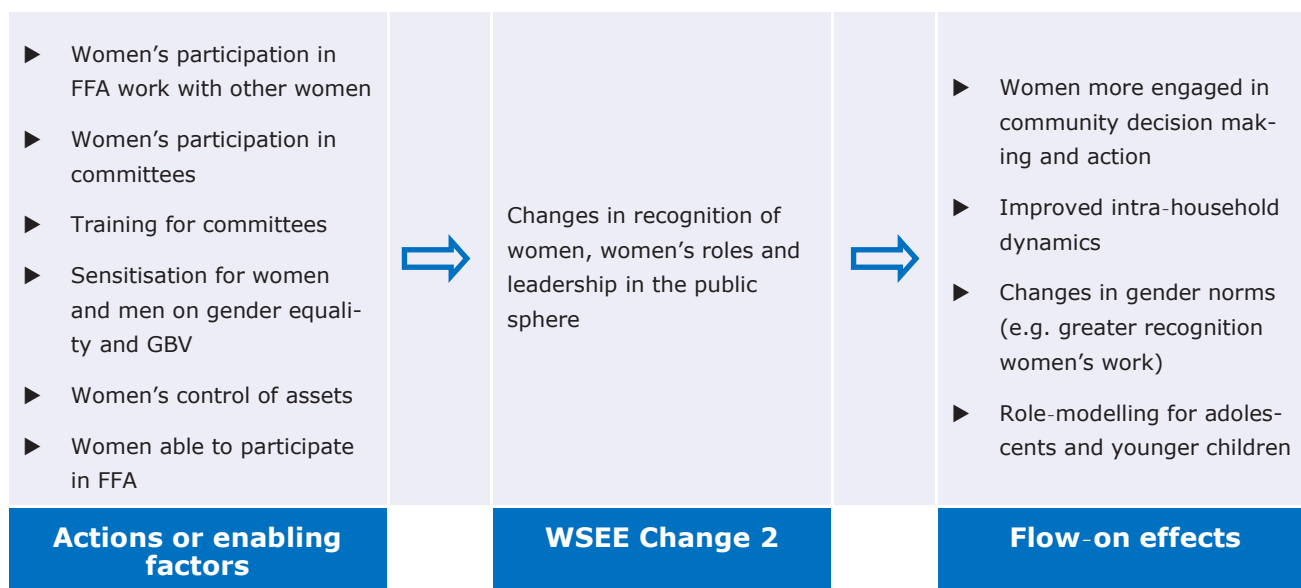 ▶ Women’s participation in
FFA work with other women
▶ Women’s participation in
committees
▶ Training for committees
▶ Sensitisation for women
and men on gender equali-
ty and GBV
▶ Women’s control of assets
▶ Women able to participate
in FFA
Actions or enabling
factors
Changes in recognition of
women, women’s roles and
leadership in the public
sphere
WSEE Change 2
▶ Women more engaged in
community decision mak-
ing and action
▶ Improved intra-household
dynamics
▶ Changes in gender norms
(e.g. greater recognition
women’s work)
▶ Role-modelling for adoles-
cents and younger children
Flow-on effects